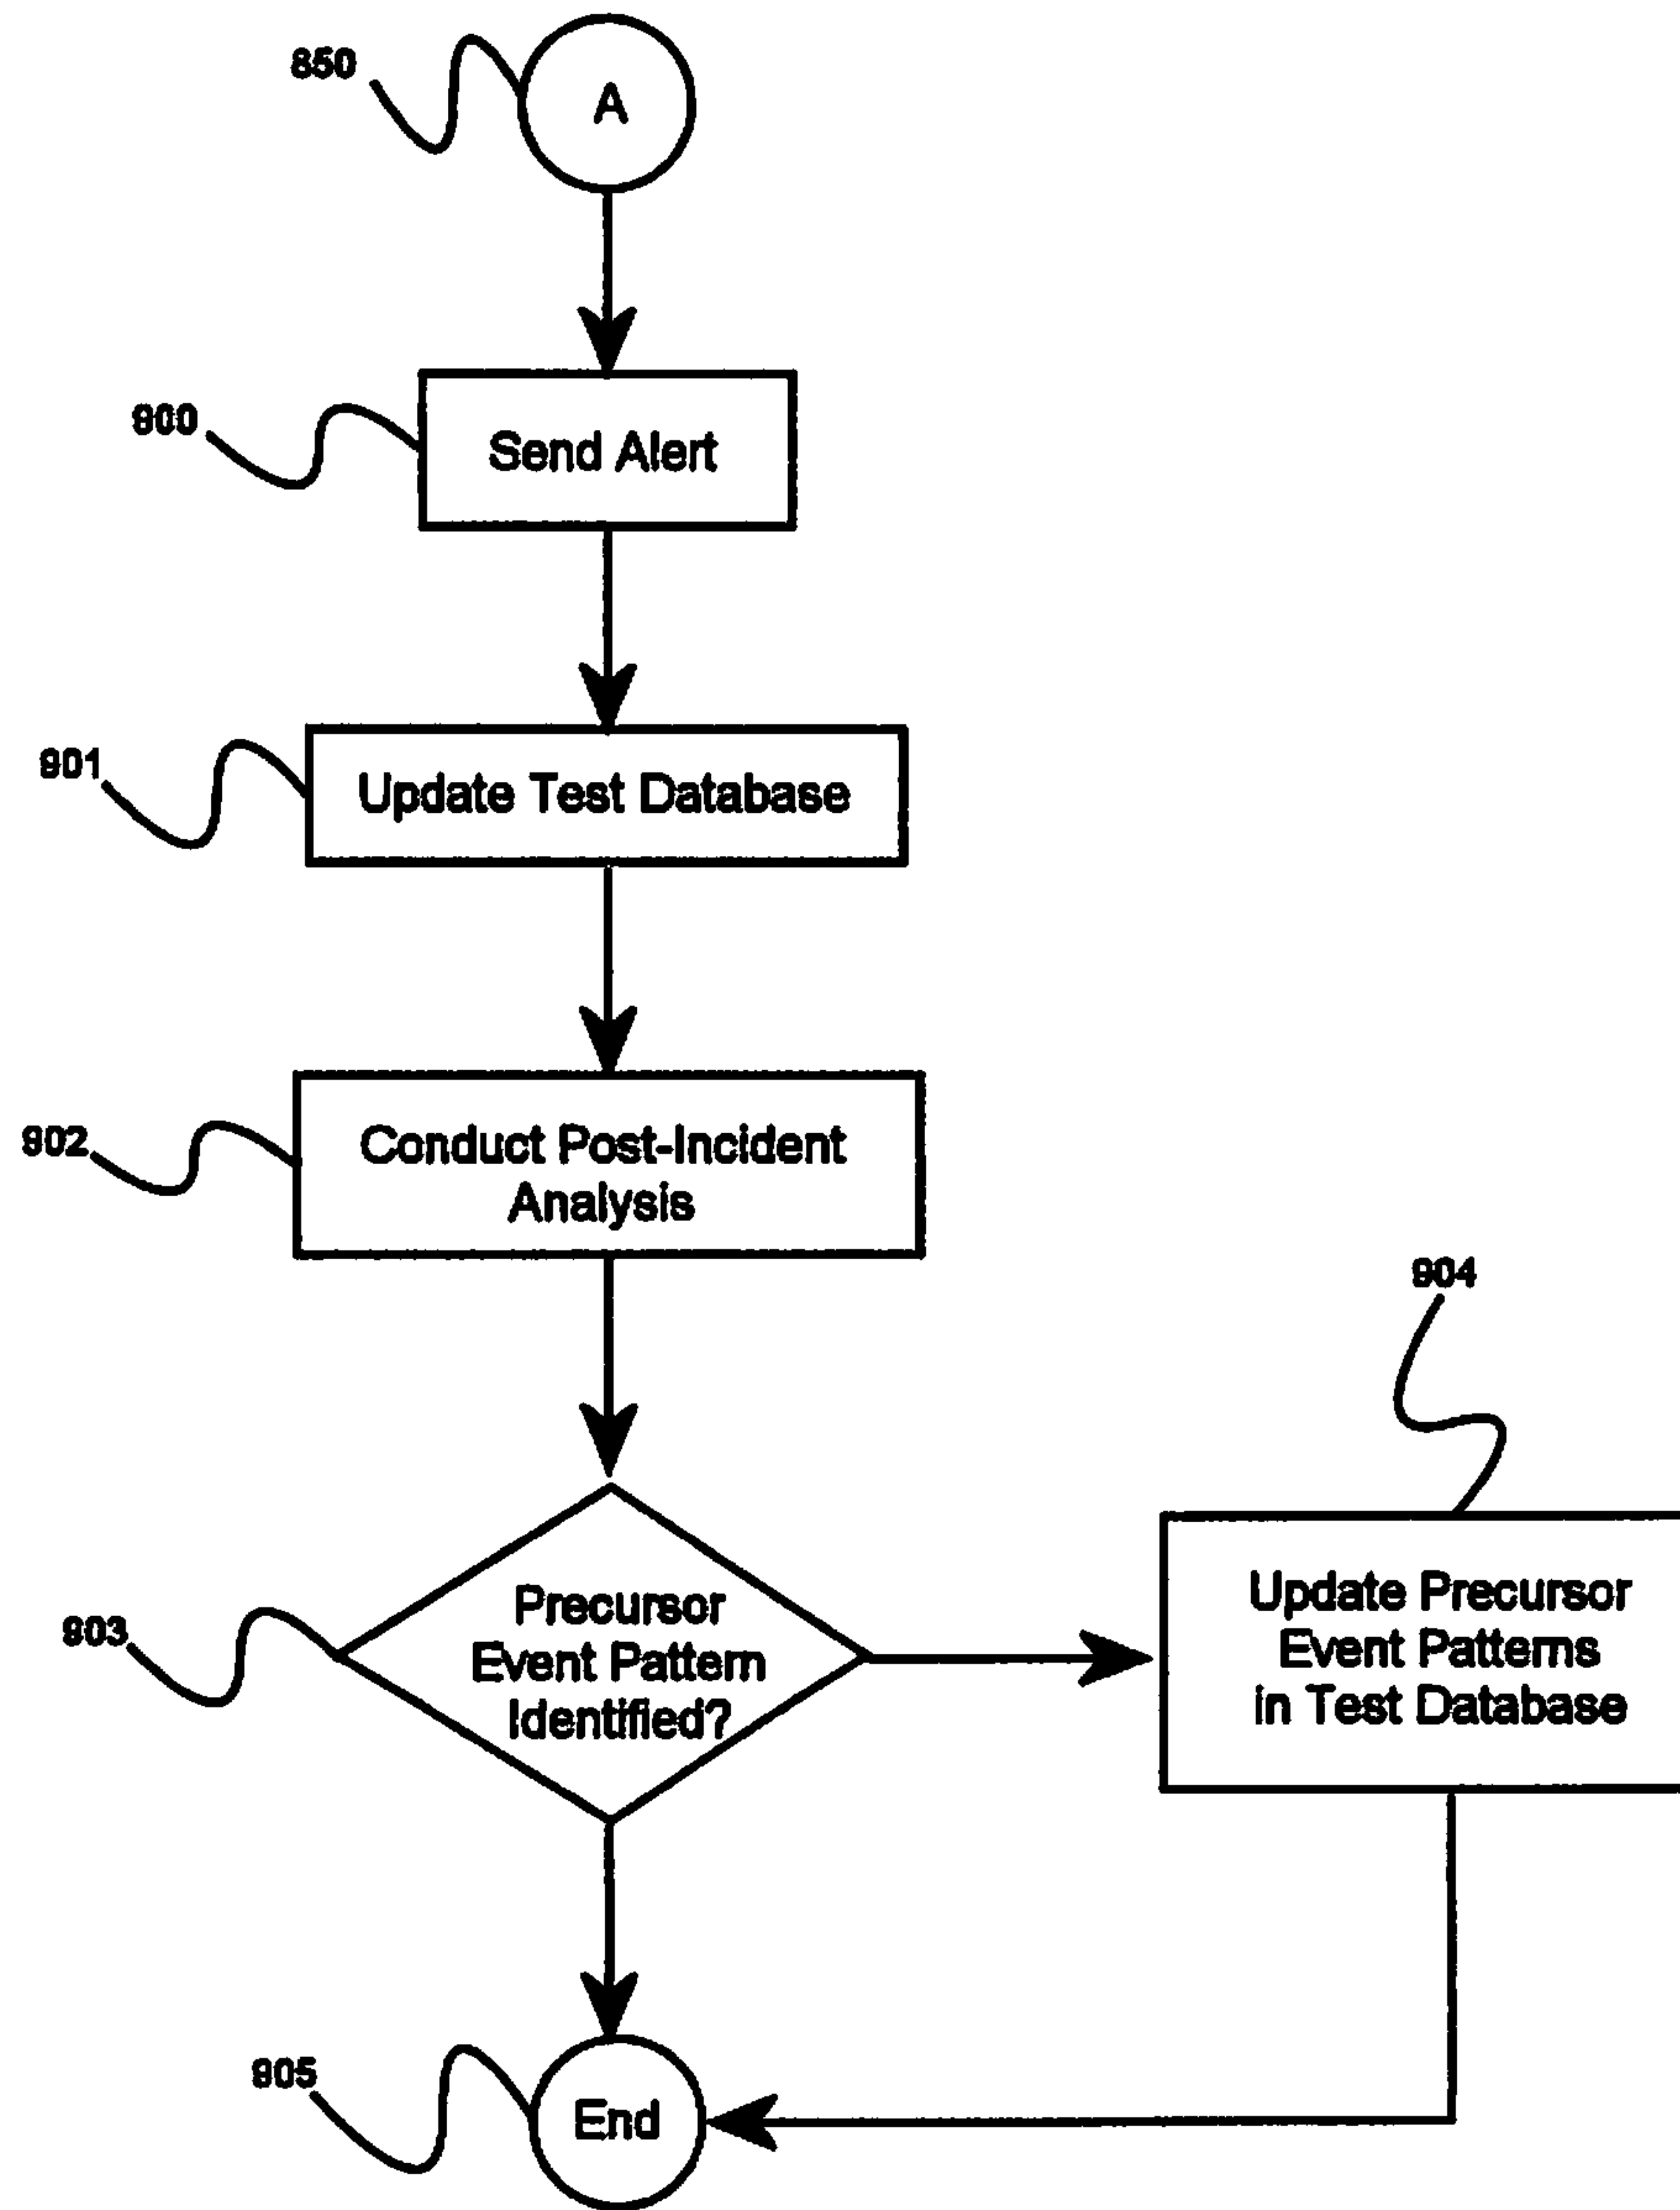 850
A
900
Send Alert
901
Update Test Database
902
Conduct Post-Incident
Analysis
904
903
Precursor
Event Pattern
Identified?
Update Precursor
Event Patterns
in Test Database
905
End